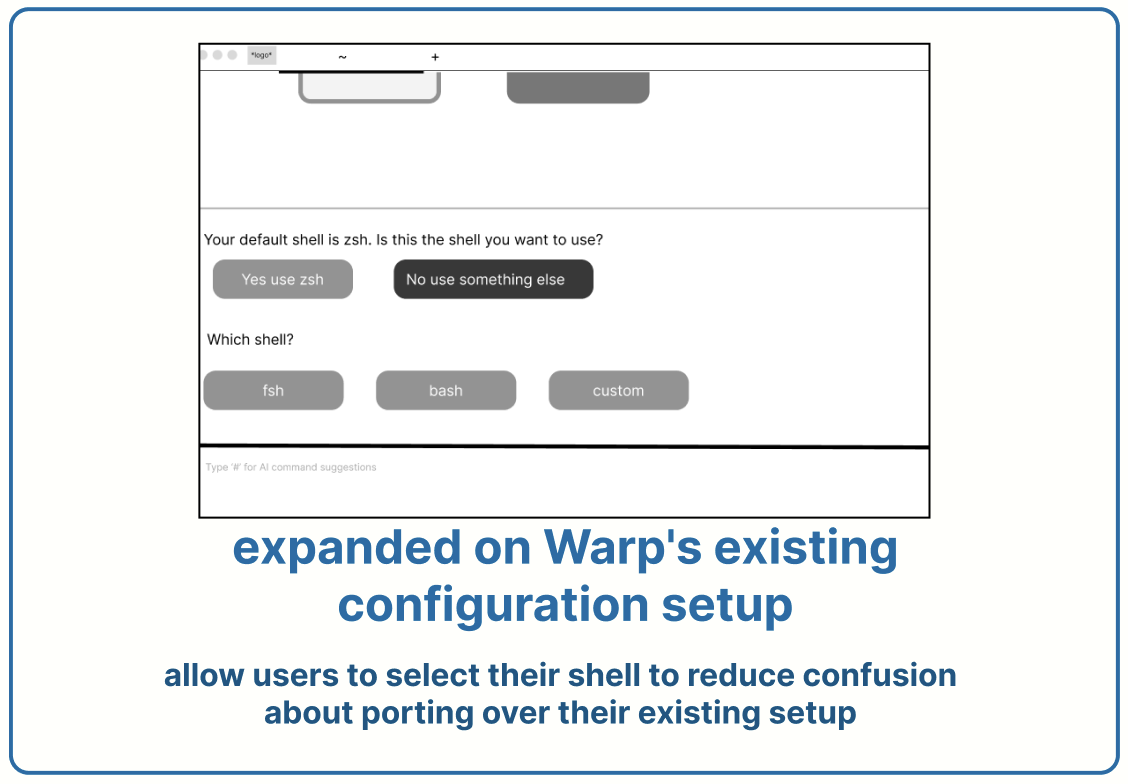 *logo*
~
+
Your default shell is zsh. Is this the shell you want to use?
Yes use zsh
No use something else
Which shell?
fsh
bash
custom
Type '#' for AI command suggestions
expanded on Warp's existing
configuration setup
allow users to select their shell to reduce confusion
about porting over their existing setup